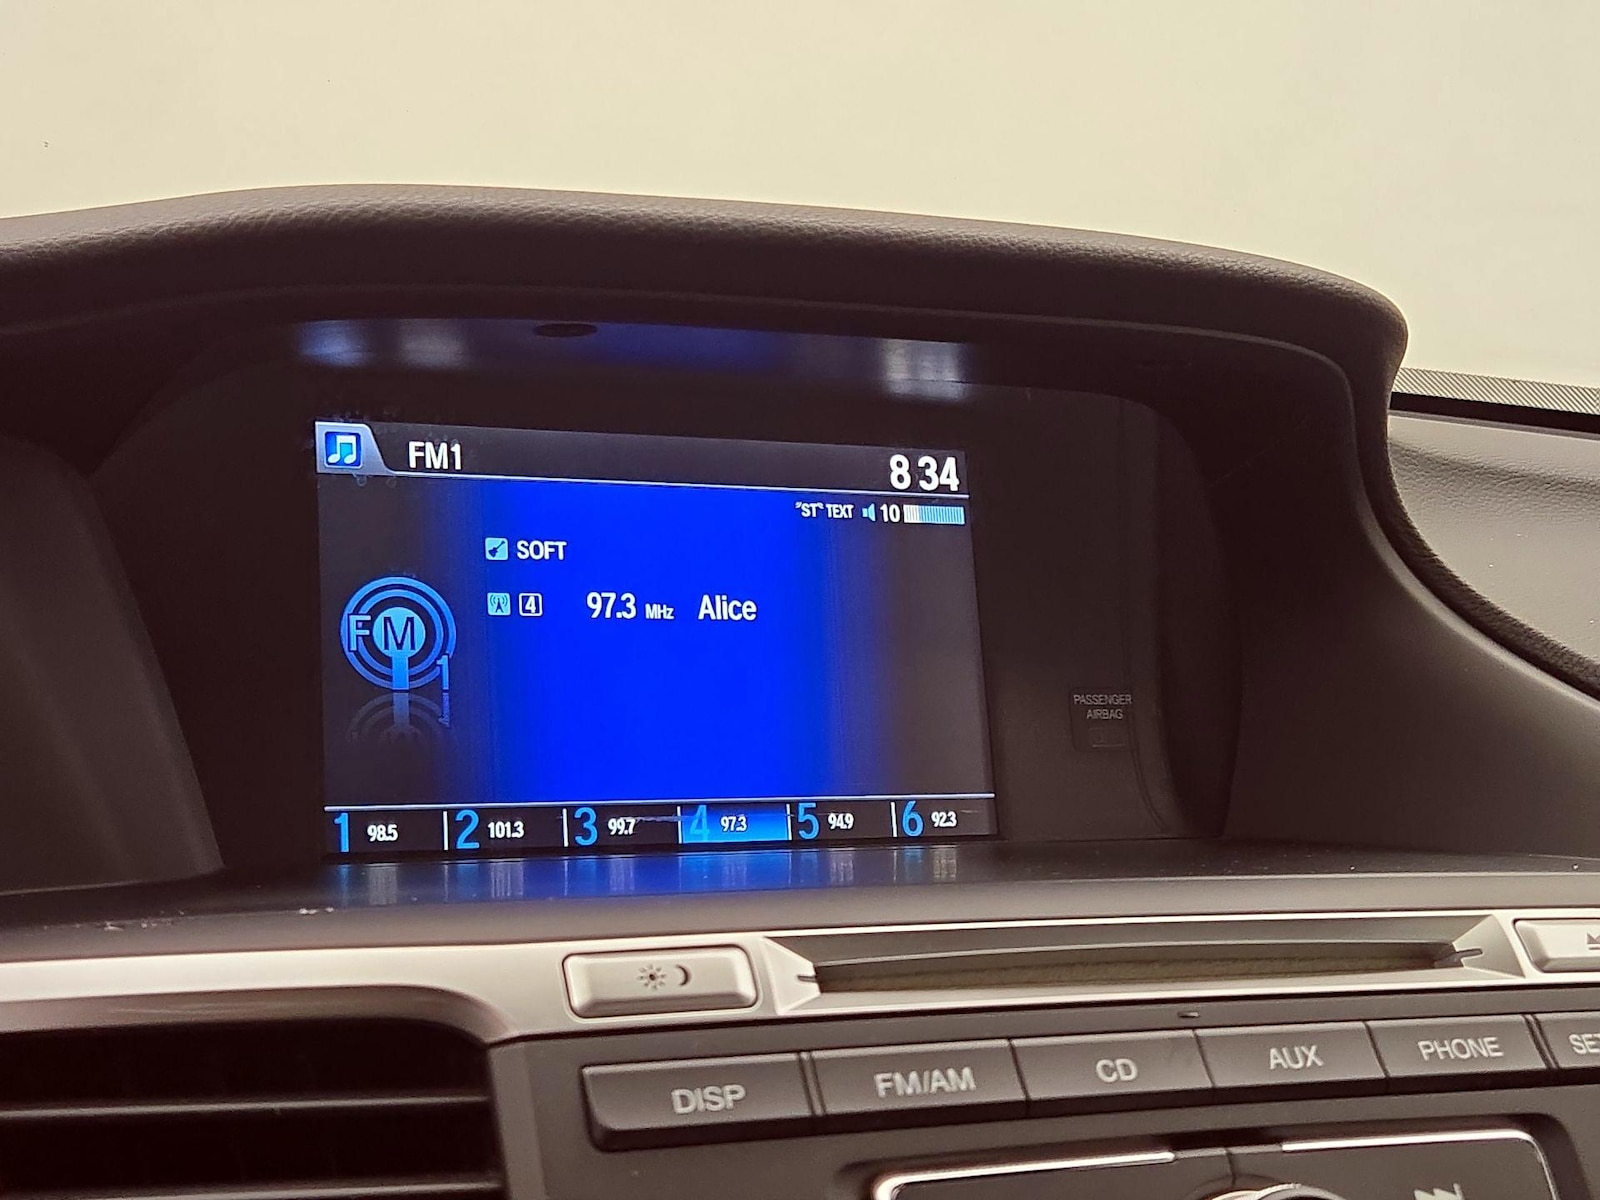 FM1
8 34
"ST" TEXT 10
SOFT
4 97.3 MHz Alice
FM1
1 98.5 2 101.3 3 99.7 4 97.3 5 94.9 6 92.3
PASSENGER
AIRBAG
DISP FM/AM CD AUX PHONE